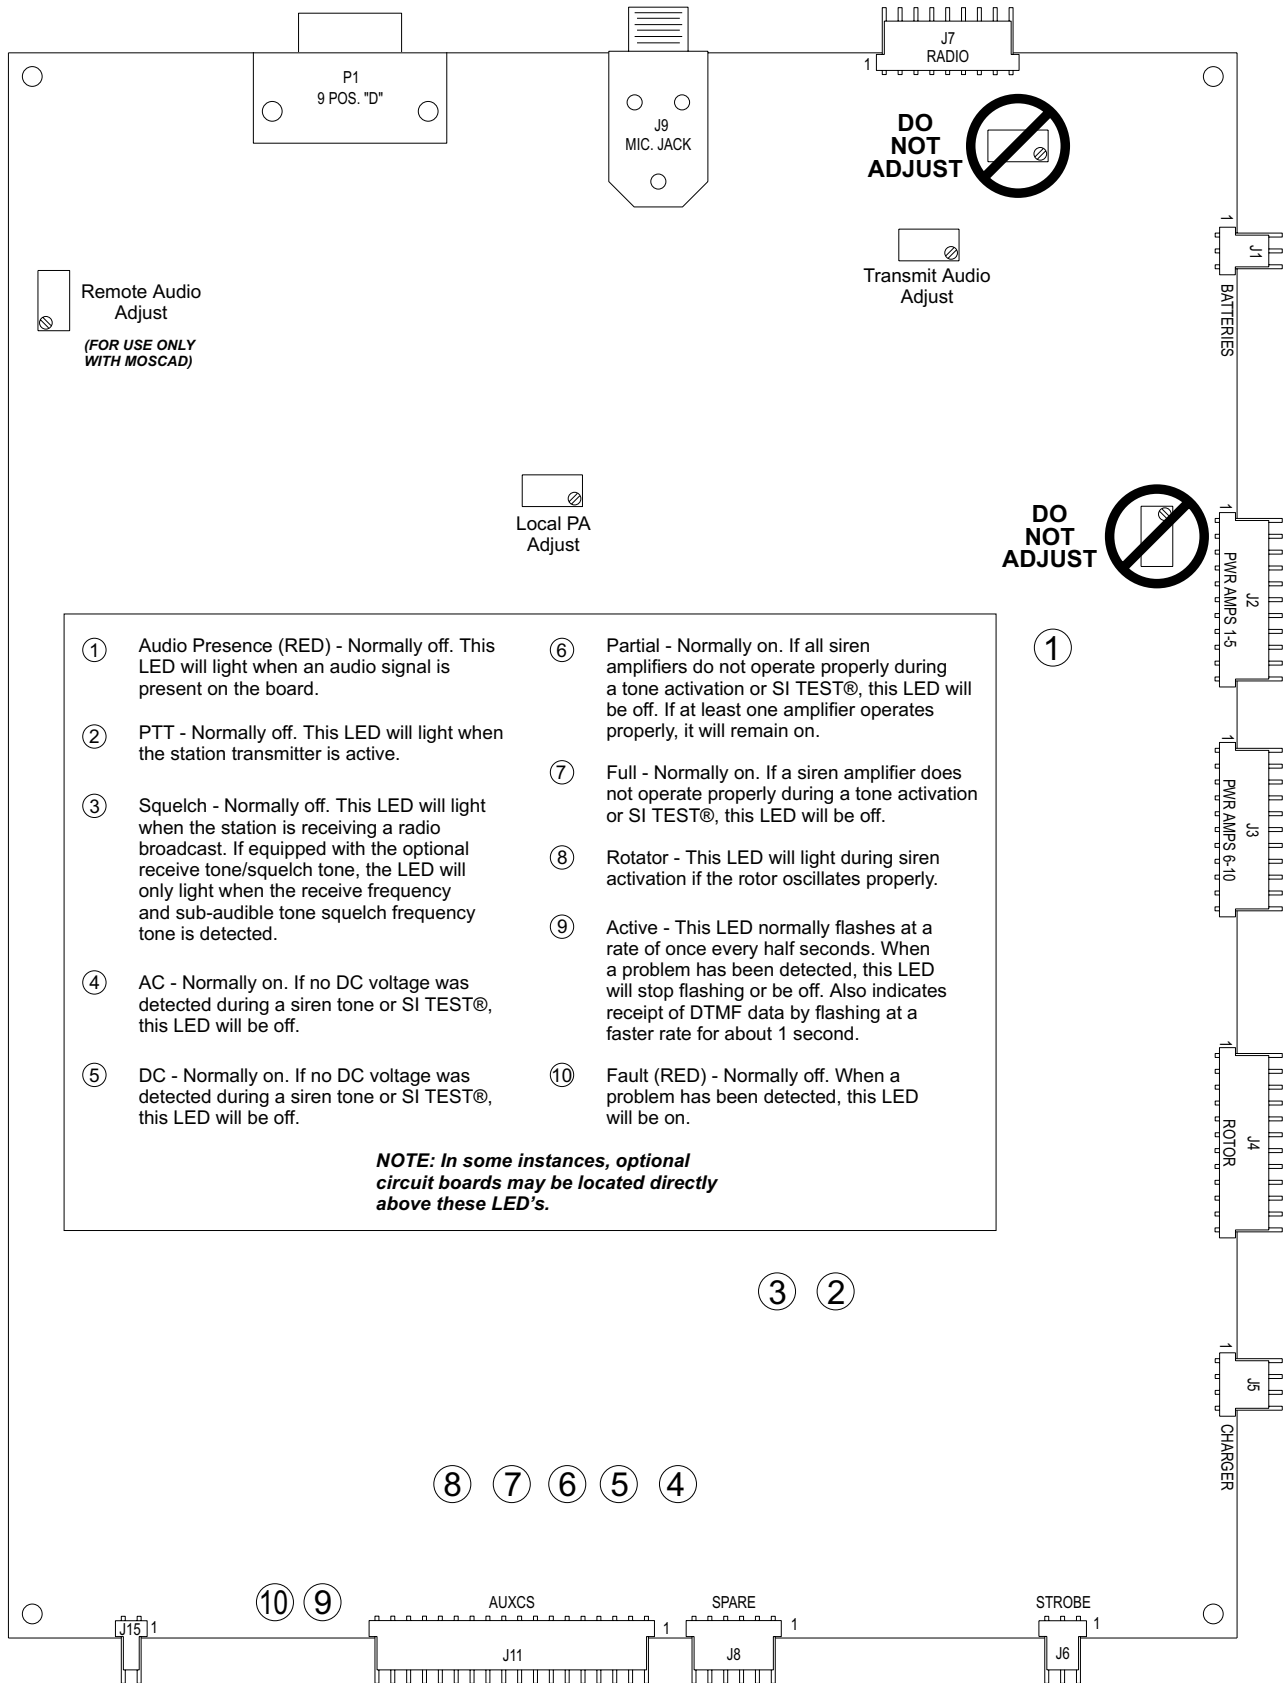 P1
9 POS. "D"
J9
MIC. JACK
J7
RADIO
1
DO
NOT
ADJUST
1
J1
BATTERIES
Remote Audio
Adjust
(FOR USE ONLY
WITH MOSCAD)
Transmit Audio
Adjust
Local PA
Adjust
DO
NOT
ADJUST
1
J2
PWR AMPS 1-5
1
1 Audio Presence (RED) - Normally off. This
LED will light when an audio signal is
present on the board.
2 PTT - Normally off. This LED will light when
the station transmitter is active.
3 Squelch - Normally off. This LED will light
when the station is receiving a radio
broadcast. If equipped with the optional
receive tone/squelch tone, the LED will
only light when the receive frequency
and sub-audible tone squelch frequency
tone is detected.
4 AC - Normally on. If no DC voltage was
detected during a siren tone or SI TEST®,
this LED will be off.
5 DC - Normally on. If no DC voltage was
detected during a siren tone or SI TEST®,
this LED will be off.
6 Partial - Normally on. If all siren
amplifiers do not operate properly during
a tone activation or SI TEST®, this LED will
be off. If at least one amplifier operates
properly, it will remain on.
7 Full - Normally on. If a siren amplifier does
not operate properly during a tone activation
or SI TEST®, this LED will be off.
8 Rotator - This LED will light during siren
activation if the rotor oscillates properly.
9 Active - This LED normally flashes at a
rate of once every half seconds. When
a problem has been detected, this LED
will stop flashing or be off. Also indicates
receipt of DTMF data by flashing at a
faster rate for about 1 second.
10 Fault (RED) - Normally off. When a
problem has been detected, this LED
will be on.
NOTE: In some instances, optional
circuit boards may be located directly
above these LED's.
1
J3
PWR AMPS 6-10
1
J4
ROTOR
3 2
1
J5
CHARGER
8 7 6 5 4
10 9
J15 1
AUXCS
1
J11
SPARE
1
J8
STROBE
1
J6